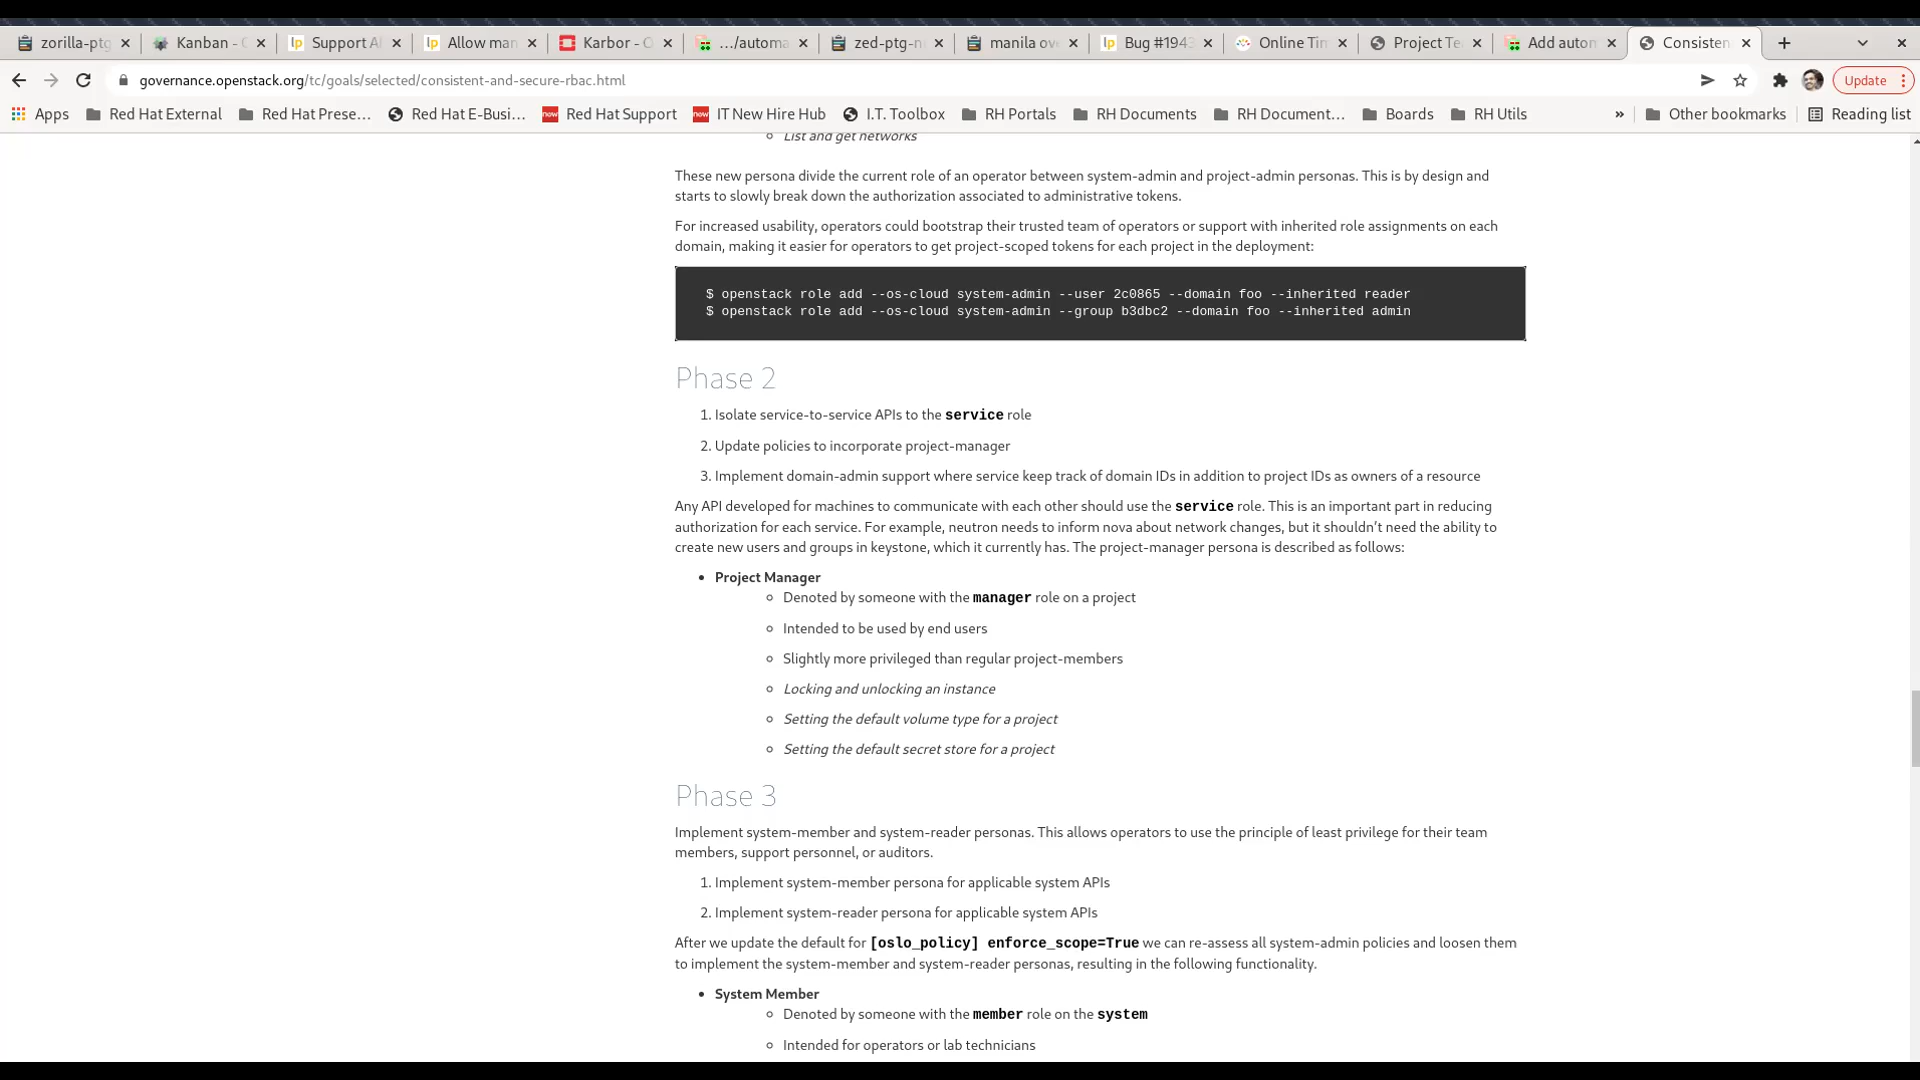 zorilla-ptg
Kanban - O
Support A
Allow man
Karbor - O
…/automa
zed-ptg-n
manila ov
Bug #1943
Online Tim
Project Te
Add auton
Consisten
governance.openstack.org/tc/goals/selected/consistent-and-secure-rbac.html
Update
Apps
Red Hat External
Red Hat Prese…
Red Hat E-Busi…
Red Hat Support
IT New Hire Hub
I.T. Toolbox
RH Portals
RH Documents
RH Document…
Boards
RH Utils
»
Other bookmarks
Reading list
List and get networks
These new persona divide the current role of an operator between system-admin and project-admin personas. This is by design and
starts to slowly break down the authorization associated to administrative tokens.
For increased usability, operators could bootstrap their trusted team of operators or support with inherited role assignments on each
domain, making it easier for operators to get project-scoped tokens for each project in the deployment:
$ openstack role add --os-cloud system-admin --user 2c0865 --domain foo --inherited reader
$ openstack role add --os-cloud system-admin --group b3dbc2 --domain foo --inherited admin
Phase 2
1. Isolate service-to-service APIs to the service role
2. Update policies to incorporate project-manager
3. Implement domain-admin support where service keep track of domain IDs in addition to project IDs as owners of a resource
Any API developed for machines to communicate with each other should use the service role. This is an important part in reducing
authorization for each service. For example, neutron needs to inform nova about network changes, but it shouldn’t need the ability to
create new users and groups in keystone, which it currently has. The project-manager persona is described as follows:
• Project Manager
◦ Denoted by someone with the manager role on a project
◦ Intended to be used by end users
◦ Slightly more privileged than regular project-members
◦ Locking and unlocking an instance
◦ Setting the default volume type for a project
◦ Setting the default secret store for a project
Phase 3
Implement system-member and system-reader personas. This allows operators to use the principle of least privilege for their team
members, support personnel, or auditors.
1. Implement system-member persona for applicable system APIs
2. Implement system-reader persona for applicable system APIs
After we update the default for [oslo_policy] enforce_scope=True we can re-assess all system-admin policies and loosen them
to implement the system-member and system-reader personas, resulting in the following functionality.
• System Member
◦ Denoted by someone with the member role on the system
◦ Intended for operators or lab technicians